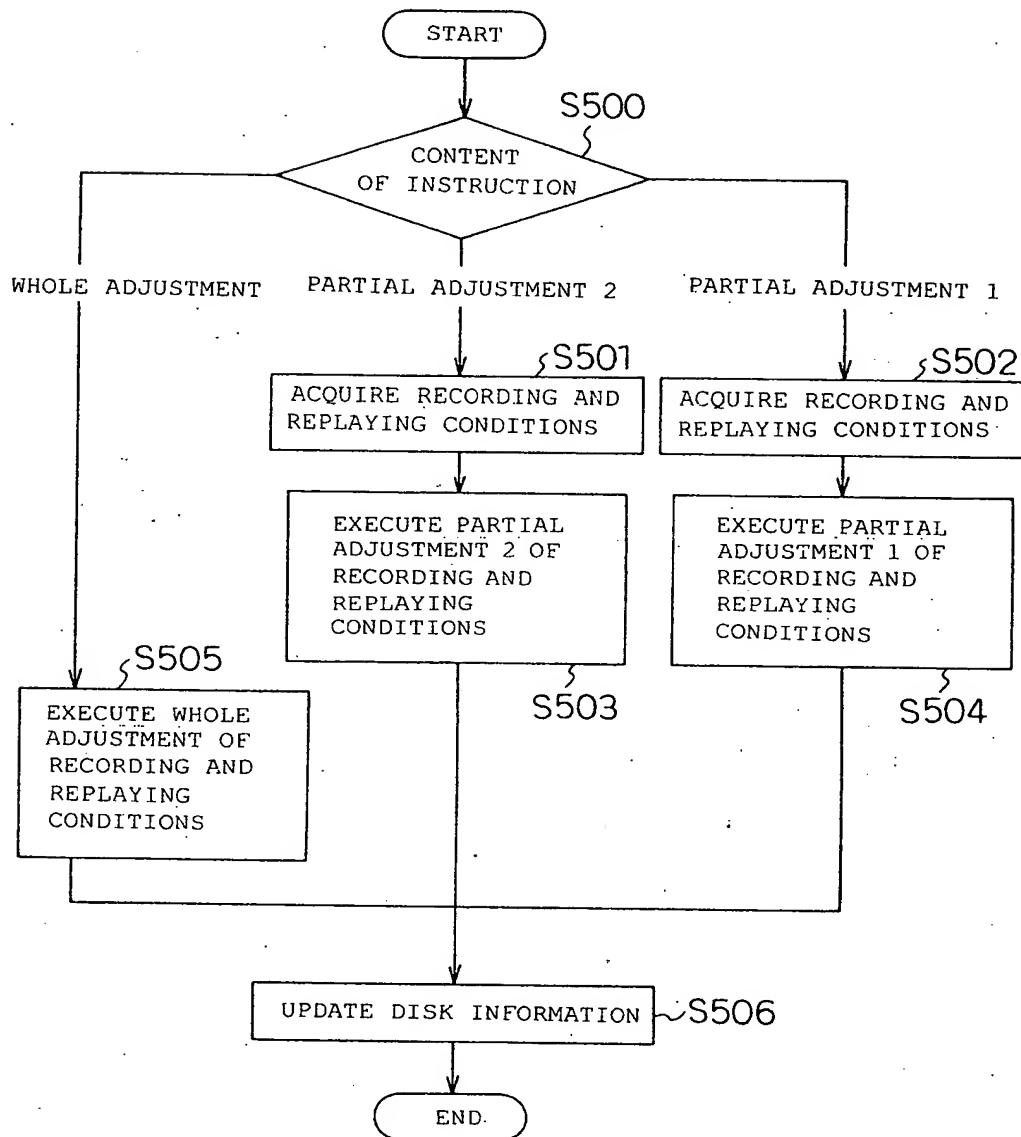 START
S500
CONTENT
OF INSTRUCTION
WHOLE ADJUSTMENT
PARTIAL ADJUSTMENT 2
PARTIAL ADJUSTMENT 1
S501
S502
ACQUIRE RECORDING AND
REPLAYING CONDITIONS
ACQUIRE RECORDING AND
REPLAYING CONDITIONS
EXECUTE PARTIAL
ADJUSTMENT 2 OF
RECORDING AND
REPLAYING
CONDITIONS
EXECUTE PARTIAL
ADJUSTMENT 1 OF
RECORDING AND
REPLAYING
CONDITIONS
S505
S503
S504
EXECUTE WHOLE
ADJUSTMENT OF
RECORDING AND
REPLAYING
CONDITIONS
UPDATE DISK INFORMATION
S506
END